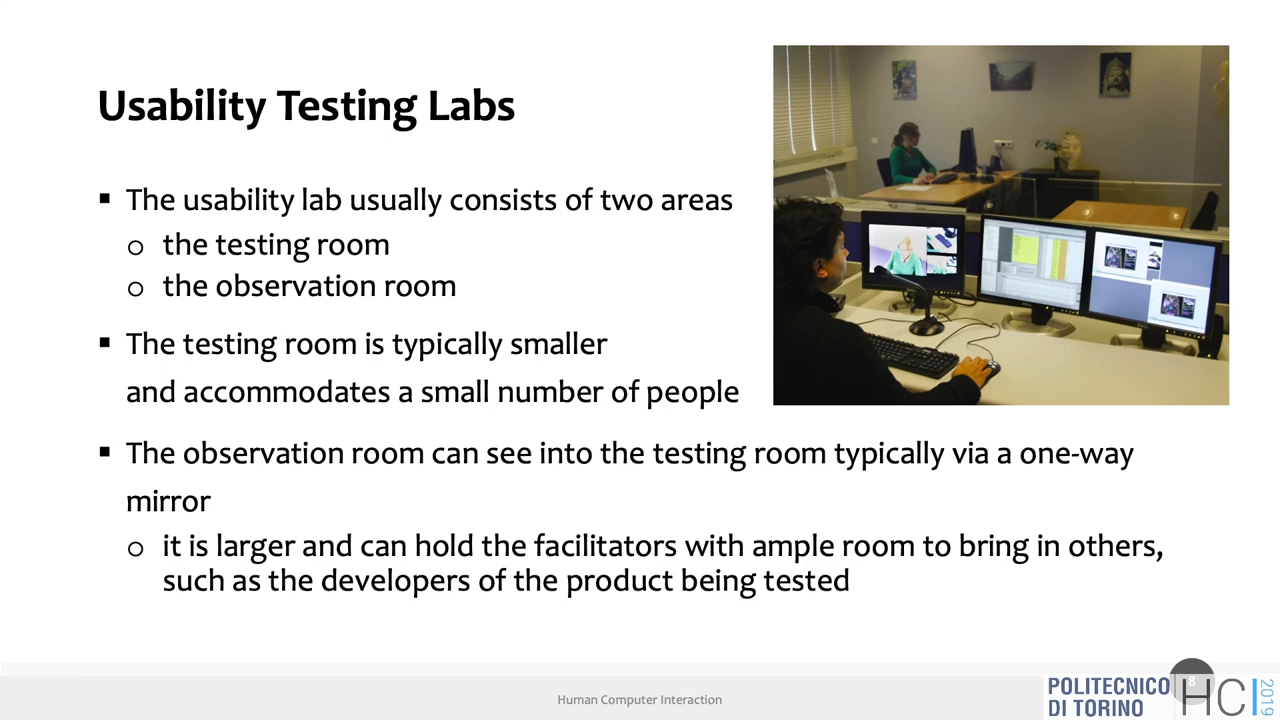 Usability Testing Labs
▪ The usability lab usually consists of two areas
o the testing room
o the observation room
▪ The testing room is typically smaller
and accommodates a small number of people
▪ The observation room can see into the testing room typically via a one-way
mirror
o it is larger and can hold the facilitators with ample room to bring in others,
such as the developers of the product being tested
Human Computer Interaction
POLITECNICO
DI TORINO
8
HCI
2019